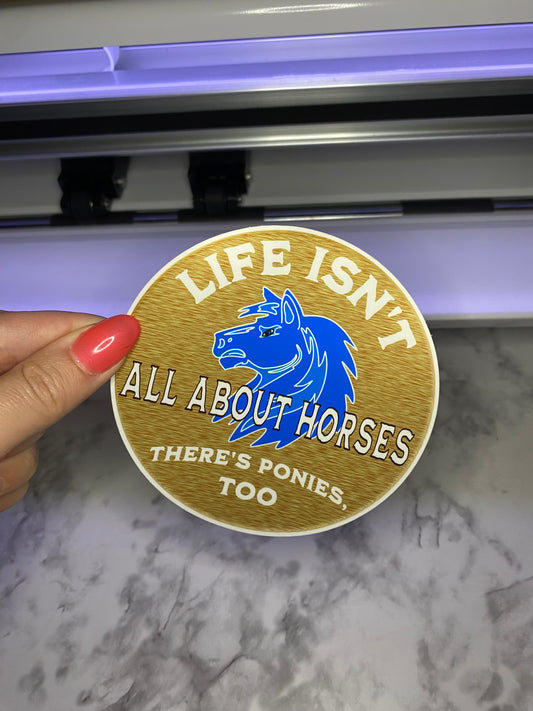 LIFE ISN'T
ALL ABOUT HORSES
THERE'S PONIES,
TOO